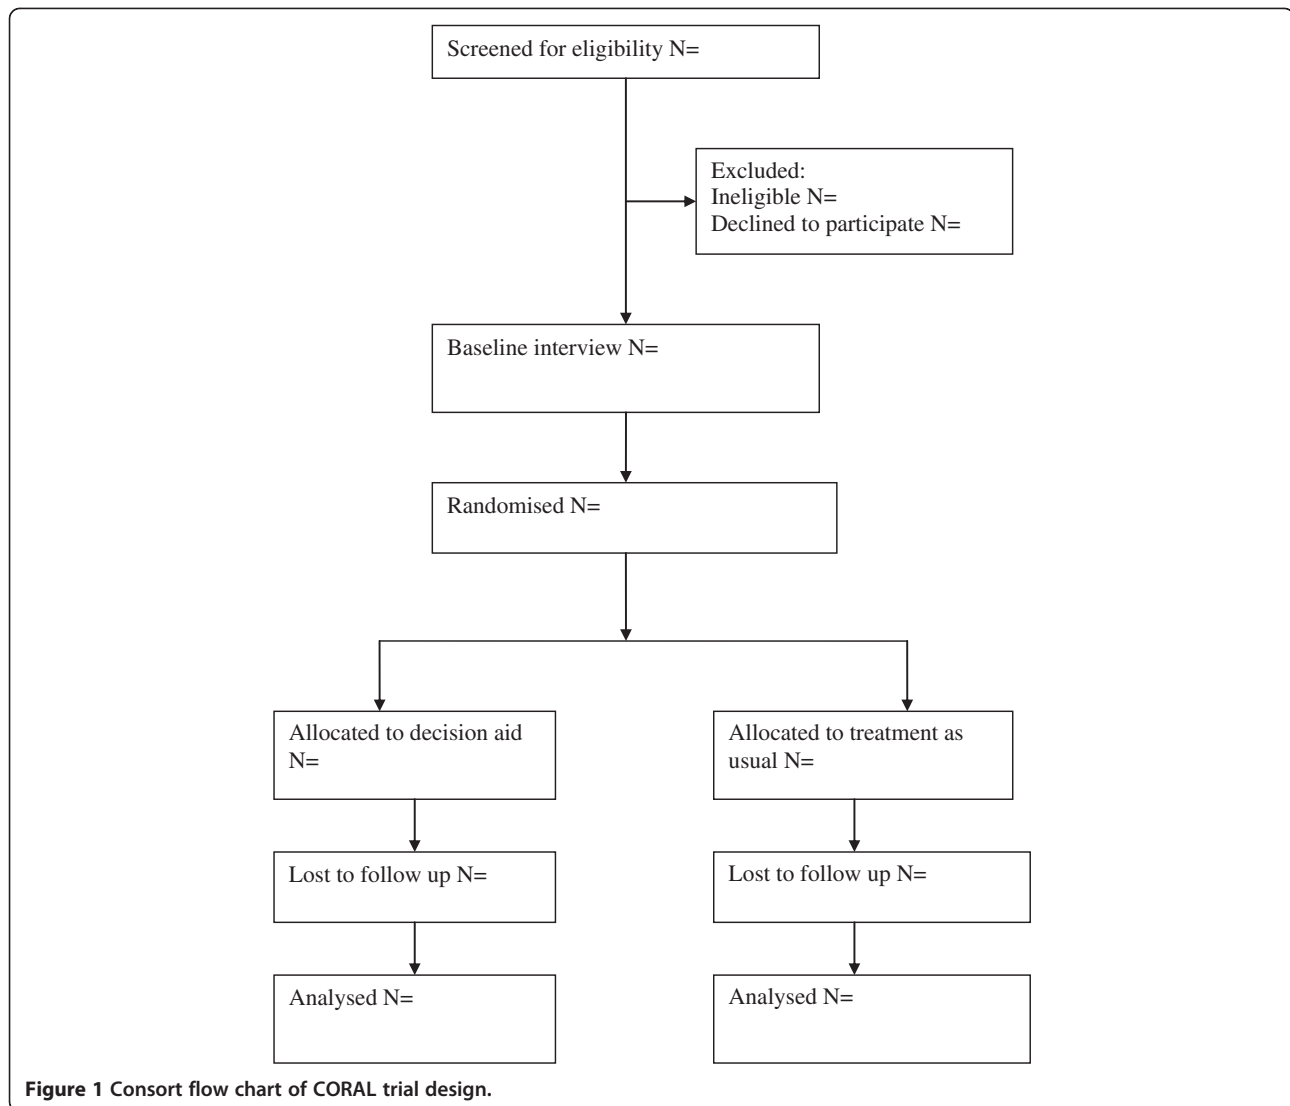 Screened for eligibility N=
Excluded:
Ineligible N=
Declined to participate N=
Baseline interview N=
Randomised N=
Allocated to decision aid
N=
Allocated to treatment as
usual N=
Lost to follow up N=
Lost to follow up N=
Analysed N=
Analysed N=
Figure 1 Consort flow chart of CORAL trial design.